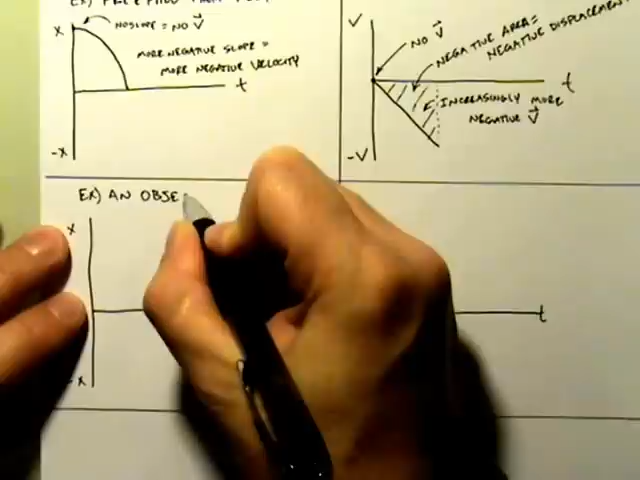 X
NO SLOPE = NO V
MORE NEGATIVE SLOPE =
MORE NEGATIVE VELOCITY
t
-X
V
NO V
NEGATIVE AREA =
NEGATIVE DISPLACEMENT
t
INCREASINGLY MORE
NEGATIVE V
-V
EX) AN OBSE
X
t
X